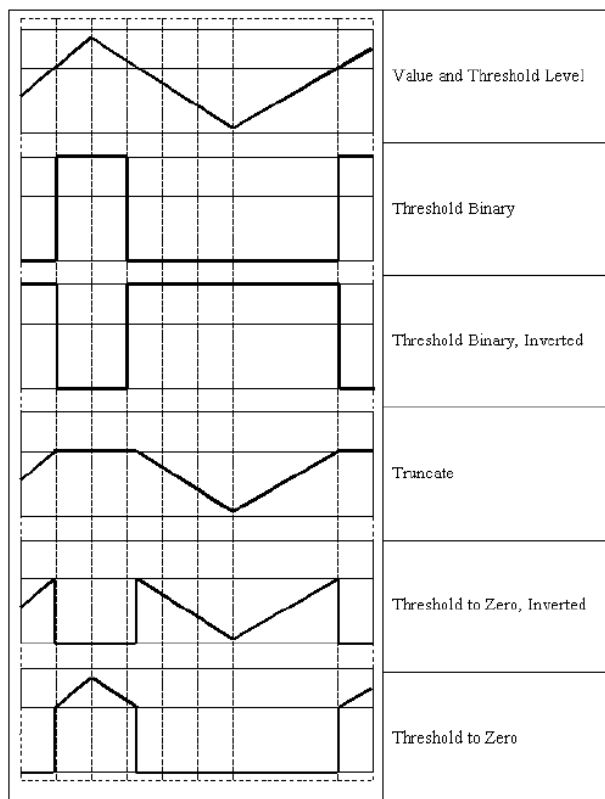 Value and Threshold Level
Threshold Binary
Threshold Binary, Inverted
Truncate
Threshold to Zero, Inverted
Threshold to Zero